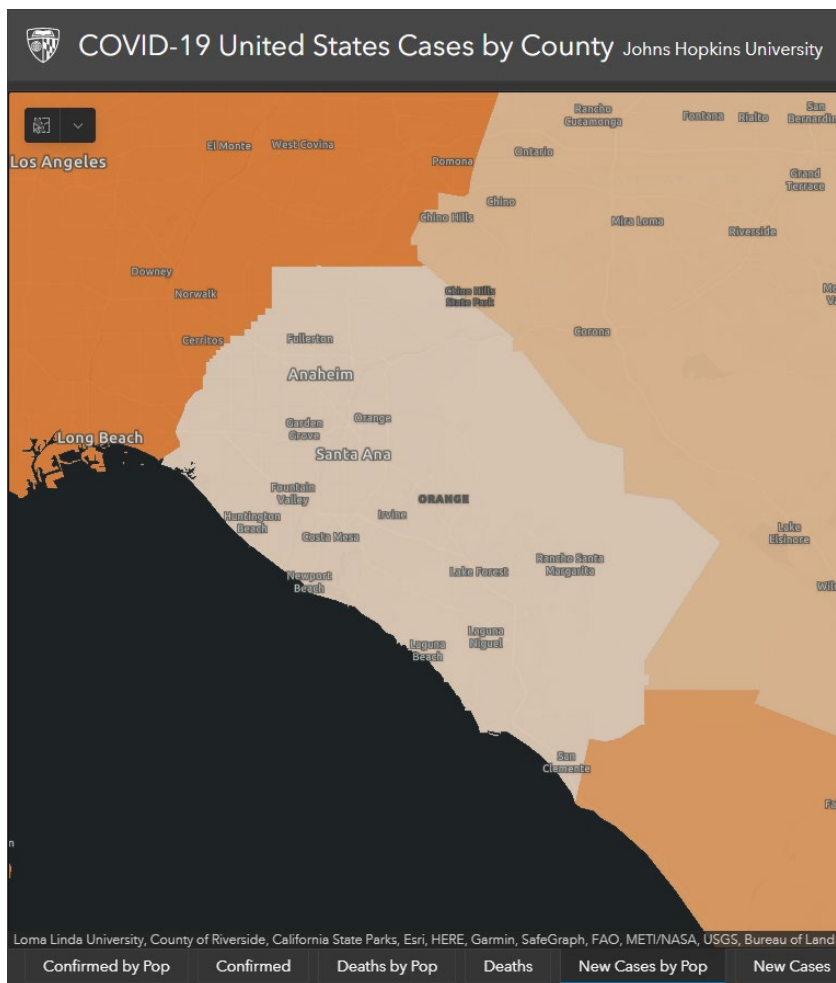 COVID-19 United States Cases by County Johns Hopkins University
Rancho
Cucamonga
Fontana
Rialto
San
El Monte
West Covina
Ontario
Los Angeles
Pomona
Grand
Terrace
Chino
Chino Hills
Mira Loma
Riverside
Downey
Chino Hills
State Park
Norwalk
Corona
Cerritos
Fullerton
Anaheim
Garden
Grove
Orange
Long Beach
Santa Ana
Fountain
Valley
ORANGE
Huntington
Beach
Irvine
Costa Mesa
Lake
Elsinore
Rancho Santa
Margarita
Lake Forest
Newport
Beach
Laguna
Niguel
Laguna
Beach
San
Clemente
Loma Linda University, County of Riverside, California State Parks, Esri, HERE, Garmin, SafeGraph, FAO, METI/NASA, USGS, Bureau of Land
Confirmed by Pop
Confirmed
Deaths by Pop
Deaths
New Cases by Pop
New Cases